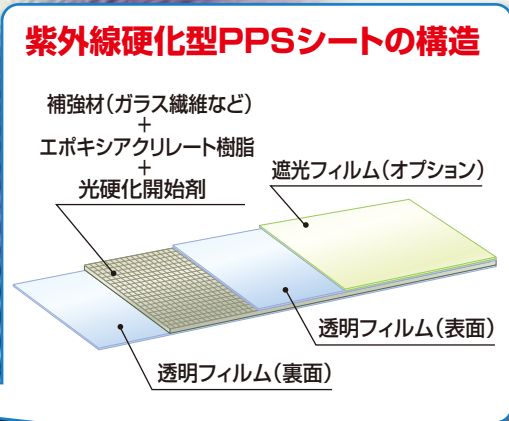 紫外線硬化型PPSシートの構造
補強材(ガラス繊維など)
+
エポキシアクリレート樹脂
+
光硬化開始剤
遮光フィルム(オプション)
透明フィルム(表面)
透明フィルム(裏面)